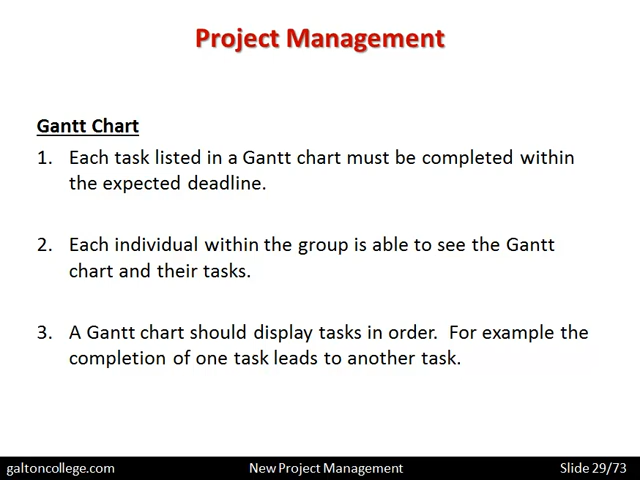 Project Management
Gantt Chart
1. Each task listed in a Gantt chart must be completed within
the expected deadline.
2. Each individual within the group is able to see the Gantt
chart and their tasks.
3. A Gantt chart should display tasks in order.  For example the
completion of one task leads to another task.
galtoncollege.com New Project Management Slide 29/73